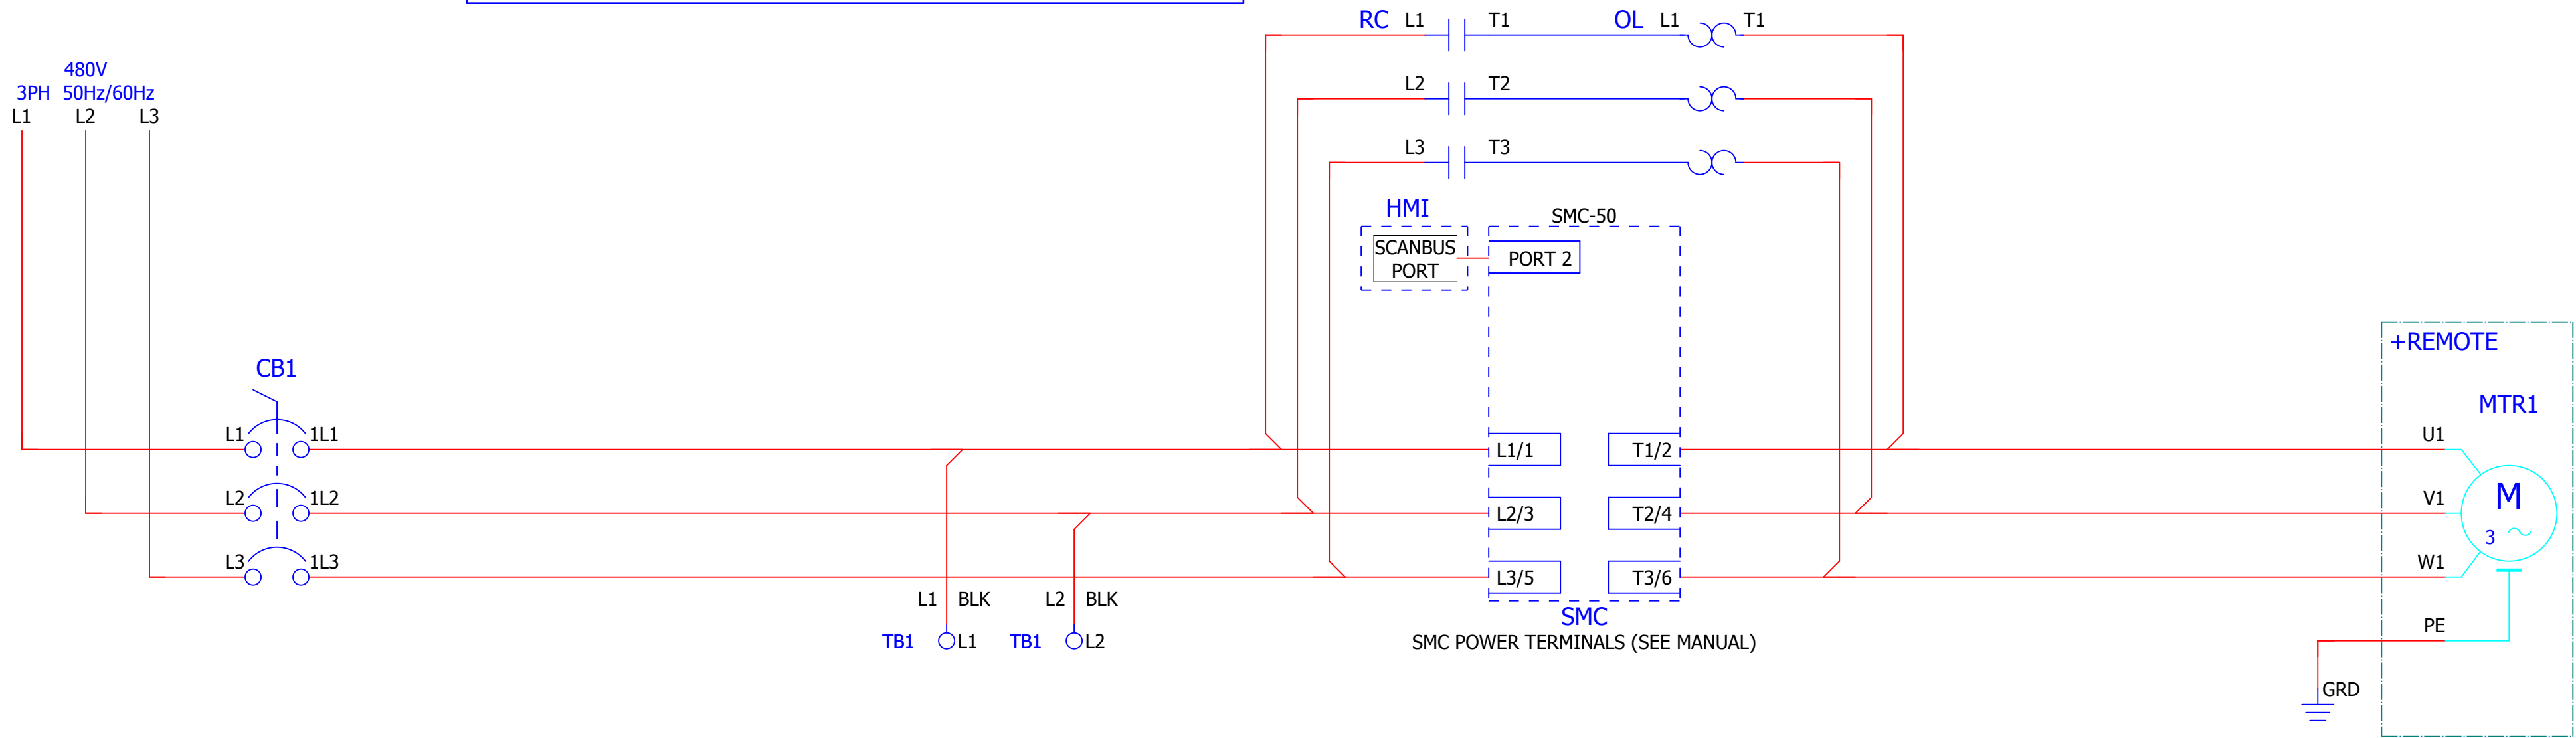 RC L1 T1 OL L1 T1
480V
3PH 50Hz/60Hz
L1 L2 L3
L2 T2
L3 T3
HMI
SMC-50
SCANBUS
PORT
PORT 2
+REMOTE
CB1
MTR1
L1 1L1
L1/1 T1/2
U1
L2 1L2
L2/3 T2/4
V1
M
3
L3 1L3
L3/5 T3/6
W1
L1 BLK L2 BLK
SMC
PE
TB1 L1 TB1 L2
SMC POWER TERMINALS (SEE MANUAL)
GRD